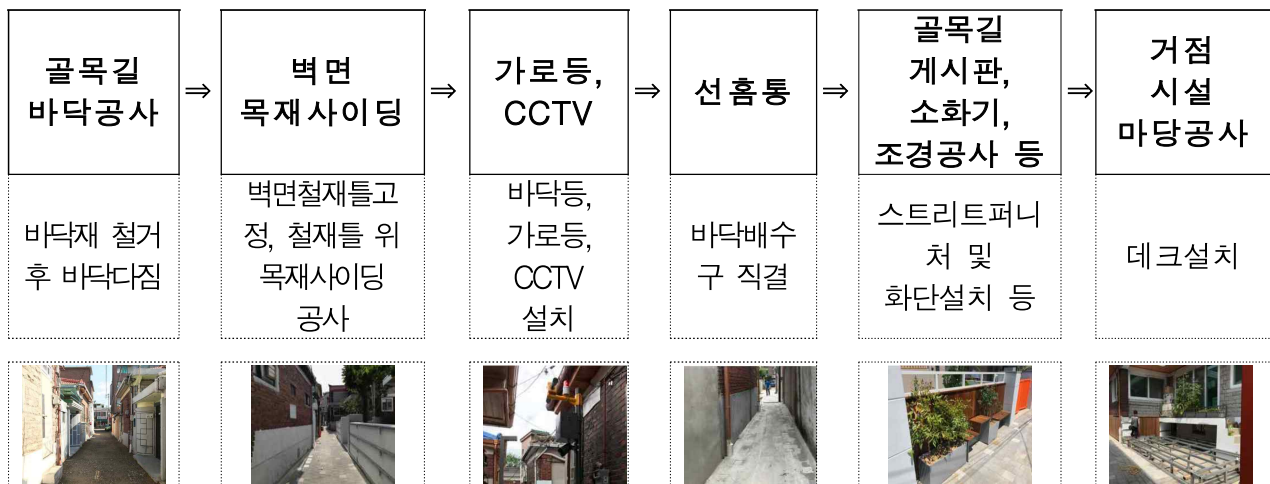 골목길
바닥공사
⇒
벽면
목재사이딩
⇒
가로등,
CCTV
⇒
선홈통
⇒
골목길
게시판,
소화기,
조경공사 등
⇒
거점
시설
마당공사
바닥재 철거
후 바닥다짐
벽면철재틀고
정, 철재틀 위
목재사이딩
공사
바닥등,
가로등,
CCTV
설치
바닥배수
구 직결
스트리트퍼니
처 및
화단설치 등
데크설치